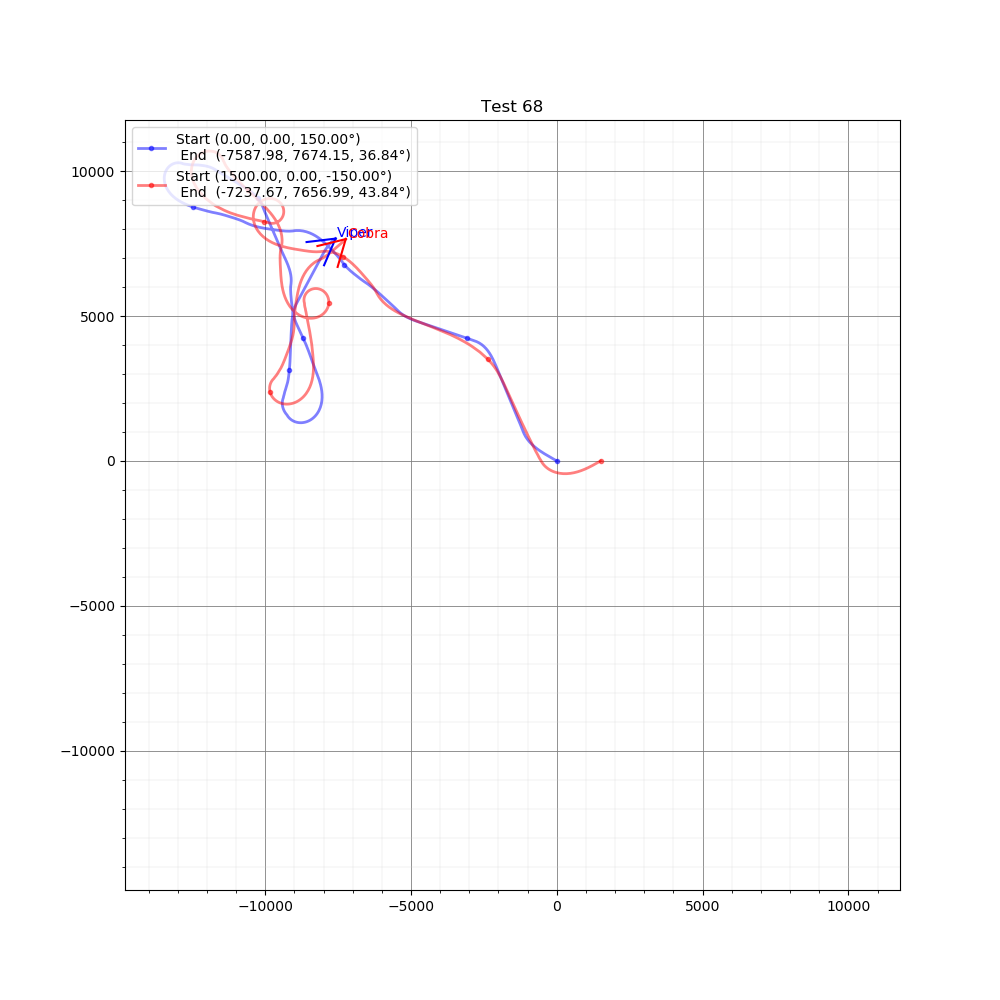 Test 68
Start (0.00, 0.00, 150.00°)
End (-7587.98, 7674.15, 36.84°)
Start (1500.00, 0.00, -150.00°)
End (-7237.67, 7656.99, 43.84°)
10000
Viper
Cobra
5000
0
−5000
−10000
−10000 −5000 0 5000 10000